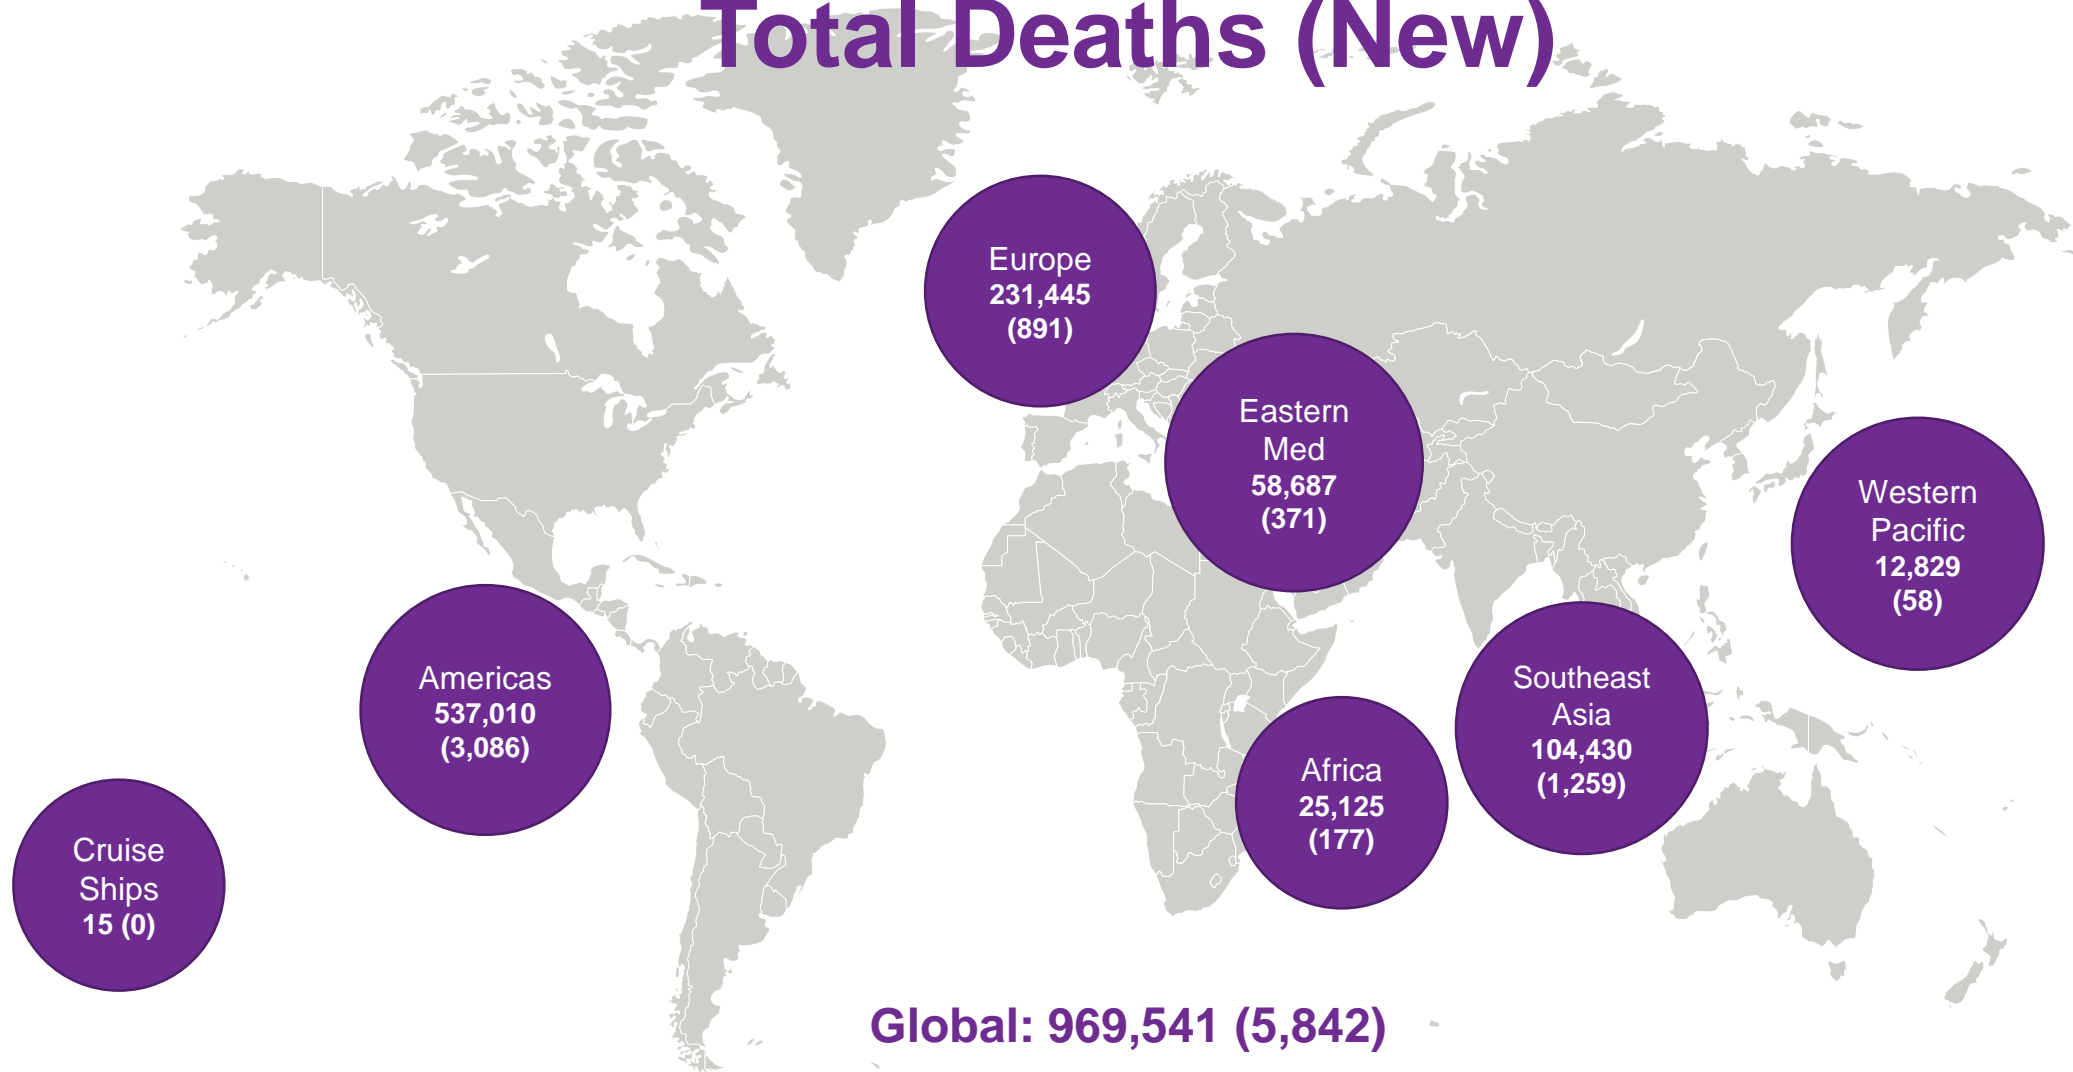 Total Deaths (New)
Europe
231,445
(891)
Eastern
Med
58,687
(371)
Western
Pacific
12,829
(58)
Americas
537,010
(3,086)
Southeast
Asia
104,430
(1,259)
Africa
25,125
(177)
Cruise
Ships
15 (0)
Global: 969,541 (5,842)